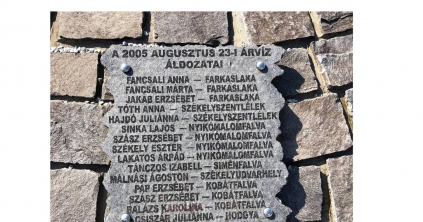 A 2005 AUGUSZTUS 23-I ÁRVÍZ
ÁLDOZATAI
FANCSALI ANNA — FARKASLAKA
FANCSALI MÁRTA — FARKASLAKA
JAKAB ERZSÉBET — FARKASLAKA
TÓTH ANNA — SZÉKELYSZENTLÉLEK
HAJDÓ JULIÁNNA — SZÉKELYSZENTLÉLEK
SINKA LAJOS — NYIKÓMALOMFALVA
SZÁSZ ERZSÉBET — NYIKÓMALOMFALVA
SZÉKELY ESZTER — NYIKÓMALOMFALVA
LAKATOS ÁRPÁD — NYIKÓMALOMFALVA
TÁNCZOS IZABELL — SIMÉNFALVA
MÁLNÁSI ÁGOSTON — SZÉKELYUDVARHELY
PAP ERZSÉBET — KOBÁTFALVA
SZÁSZ ERZSÉBET — KOBÁTFALVA
BALÁZS KAROLINA — KOBÁTFALVA
CSISZÁR JULIÁNNA — HODGYA